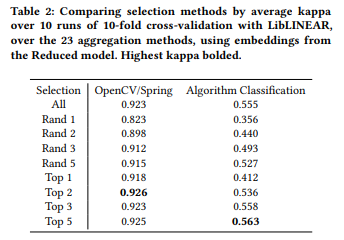 Table 2: Comparing selection methods by average kappa
over 10 runs of 10-fold cross-validation with LibLINEAR,
over the 23 aggregation methods, using embeddings from
the Reduced model. Highest kappa bolded.
Selection OpenCV/Spring Algorithm Classification
All 0.923 0.555
Rand 1 0.823 0.356
Rand 2 0.898 0.440
Rand 3 0.912 0.493
Rand 5 0.915 0.527
Top 1 0.918 0.412
Top 2 0.926 0.536
Top 3 0.923 0.558
Top 5 0.925 0.563